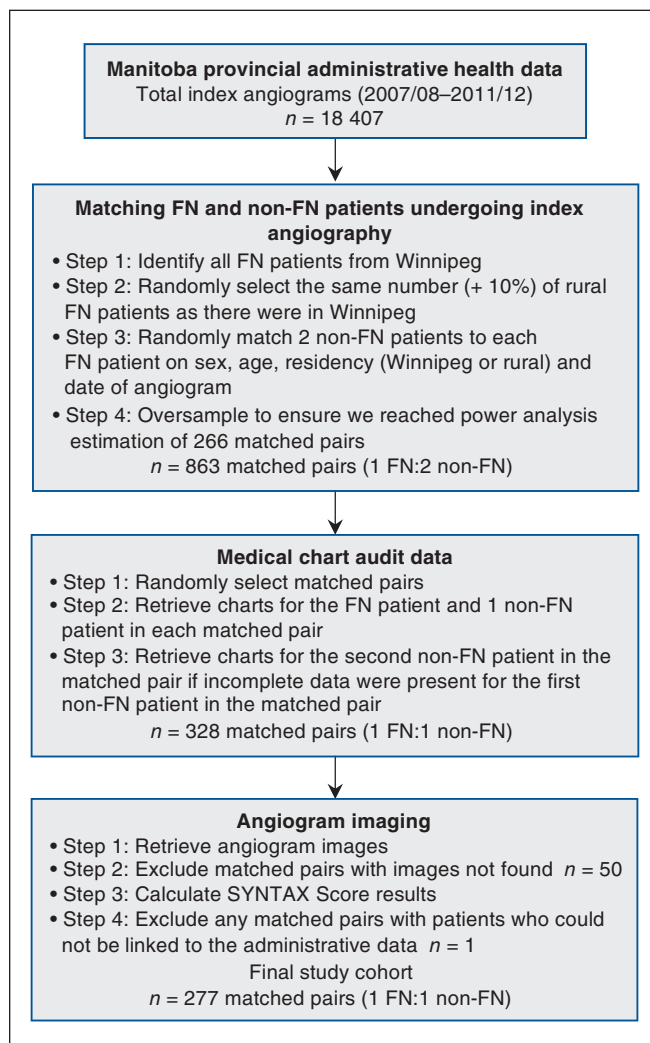 Manitoba provincial administrative health data
Total index angiograms (2007/08–2011/12)
n = 18 407
Matching FN and non-FN patients undergoing index
angiography
• Step 1: Identify all FN patients from Winnipeg
• Step 2: Randomly select the same number (+ 10%) of rural
FN patients as there were in Winnipeg
• Step 3: Randomly match 2 non-FN patients to each
FN patient on sex, age, residency (Winnipeg or rural) and
date of angiogram
• Step 4: Oversample to ensure we reached power analysis
estimation of 266 matched pairs
n = 863 matched pairs (1 FN:2 non-FN)
Medical chart audit data
• Step 1: Randomly select matched pairs
• Step 2: Retrieve charts for the FN patient and 1 non-FN
patient in each matched pair
• Step 3: Retrieve charts for the second non-FN patient in the
matched pair if incomplete data were present for the first
non-FN patient in the matched pair
n = 328 matched pairs (1 FN:1 non-FN)
Angiogram imaging
• Step 1: Retrieve angiogram images
• Step 2: Exclude matched pairs with images not found n = 50
• Step 3: Calculate SYNTAX Score results
• Step 4: Exclude any matched pairs with patients who could
not be linked to the administrative data n = 1
Final study cohort
n = 277 matched pairs (1 FN:1 non-FN)